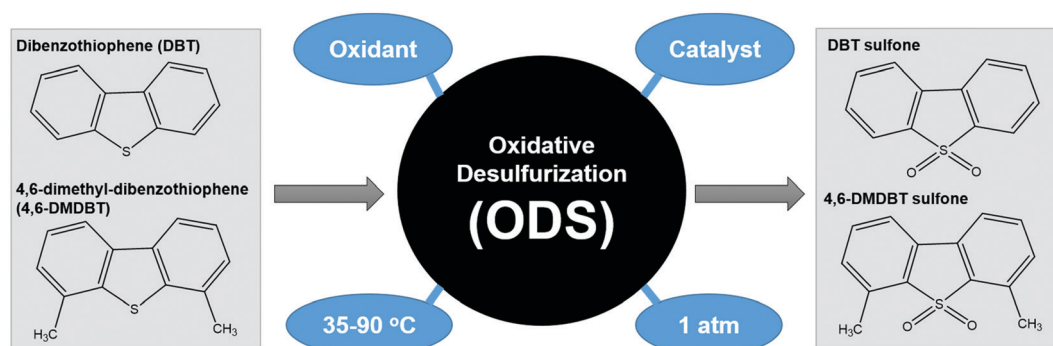 Dibenzothiophene (DBT)
S
4,6-dimethyl-dibenzothiophene
(4,6-DMDBT)
S
H₃C
CH₃
Oxidant
Catalyst
Oxidative
Desulfurization
(ODS)
35-90 ºC
1 atm
DBT sulfone
S
O
O
4,6-DMDBT sulfone
S
H₃C
O
O
CH₃